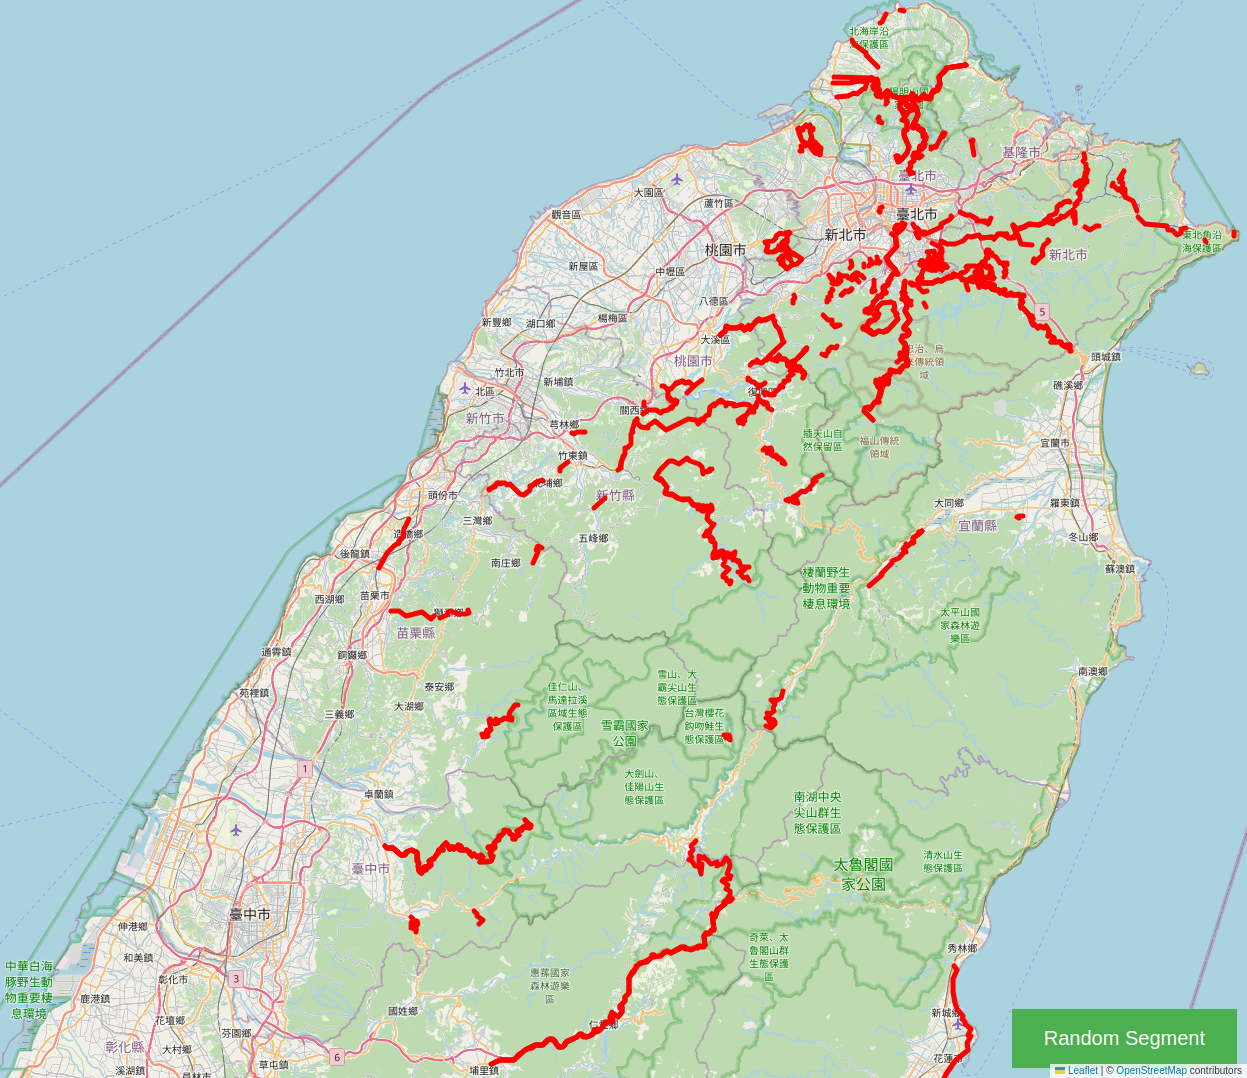 北海岸沿
海保護區
基隆市
臺北市
大園區
蘆竹區
觀音區
臺北市
新北市
桃園市
東北角沿
海保護區
新北市
新屋區
中壢區
八德區
楊梅區
新豐鄉
湖口鄉
大溪區
5
桃園市
頭城鎮
竹北市
新埔鎮
北區
礁溪鄉
新竹市
關西
芎林鄉
插天山自
然保留區
福山傳統
領域
宜蘭市
竹東鎮
新竹縣
頭份市
大同鄉
羅東鎮
三灣鄉
宜蘭縣
五峰鄉
冬山鄉
後龍鎮
南庄鄉
蘇澳鎮
棲蘭野生
動物重要
棲息環境
西湖鄉
苗栗市
太平山國
家森林遊
樂區
苗栗縣
通霄鎮
銅鑼鄉
南澳鄉
泰安鄉
佳仁山、
馬達拉溪
區域生態
保護區
雪山、大
霸尖山生
態保護區
苑裡鎮
大湖鄉
三義鄉
台灣櫻花
鉤吻鮭生
態保護區
雪霸國家
公園
1
大劍山、
佳陽山生
態保護區
卓蘭鎮
南湖中央
尖山群生
態保護區
臺中市
太魯閣國
家公園
清水山生
態保護區
臺中市
伸港鄉
奇萊、太
魯閣山群
生態保護
區
秀林鄉
和美鎮
中華白海
豚野生動
物重要棲
息環境
彰化市
3
惠蓀國家
森林遊樂
區
鹿港鎮
國姓鄉
花壇鄉
芬園鄉
新城鄉
彰化縣
大村鄉
草屯鎮
6
溪湖鎮
員林市
埔里鎮
Random Segment
Leaflet | © OpenStreetMap contributors